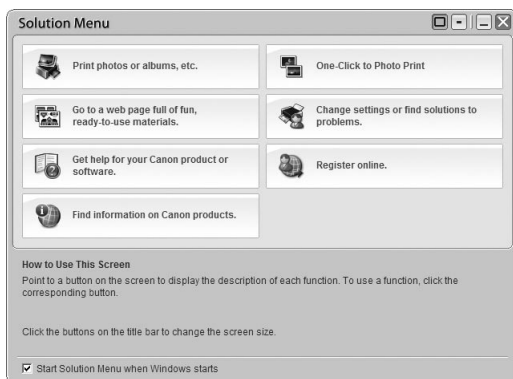 Solution Menu
Print photos or albums, etc.
One-Click to Photo Print
Go to a web page full of fun,
ready-to-use materials.
Change settings or find solutions to
problems.
Get help for your Canon product or
software.
Register online.
Find information on Canon products.
How to Use This Screen
Point to a button on the screen to display the description of each function. To use a function, click the
corresponding button.
Click the buttons on the title bar to change the screen size.
Start Solution Menu when Windows starts